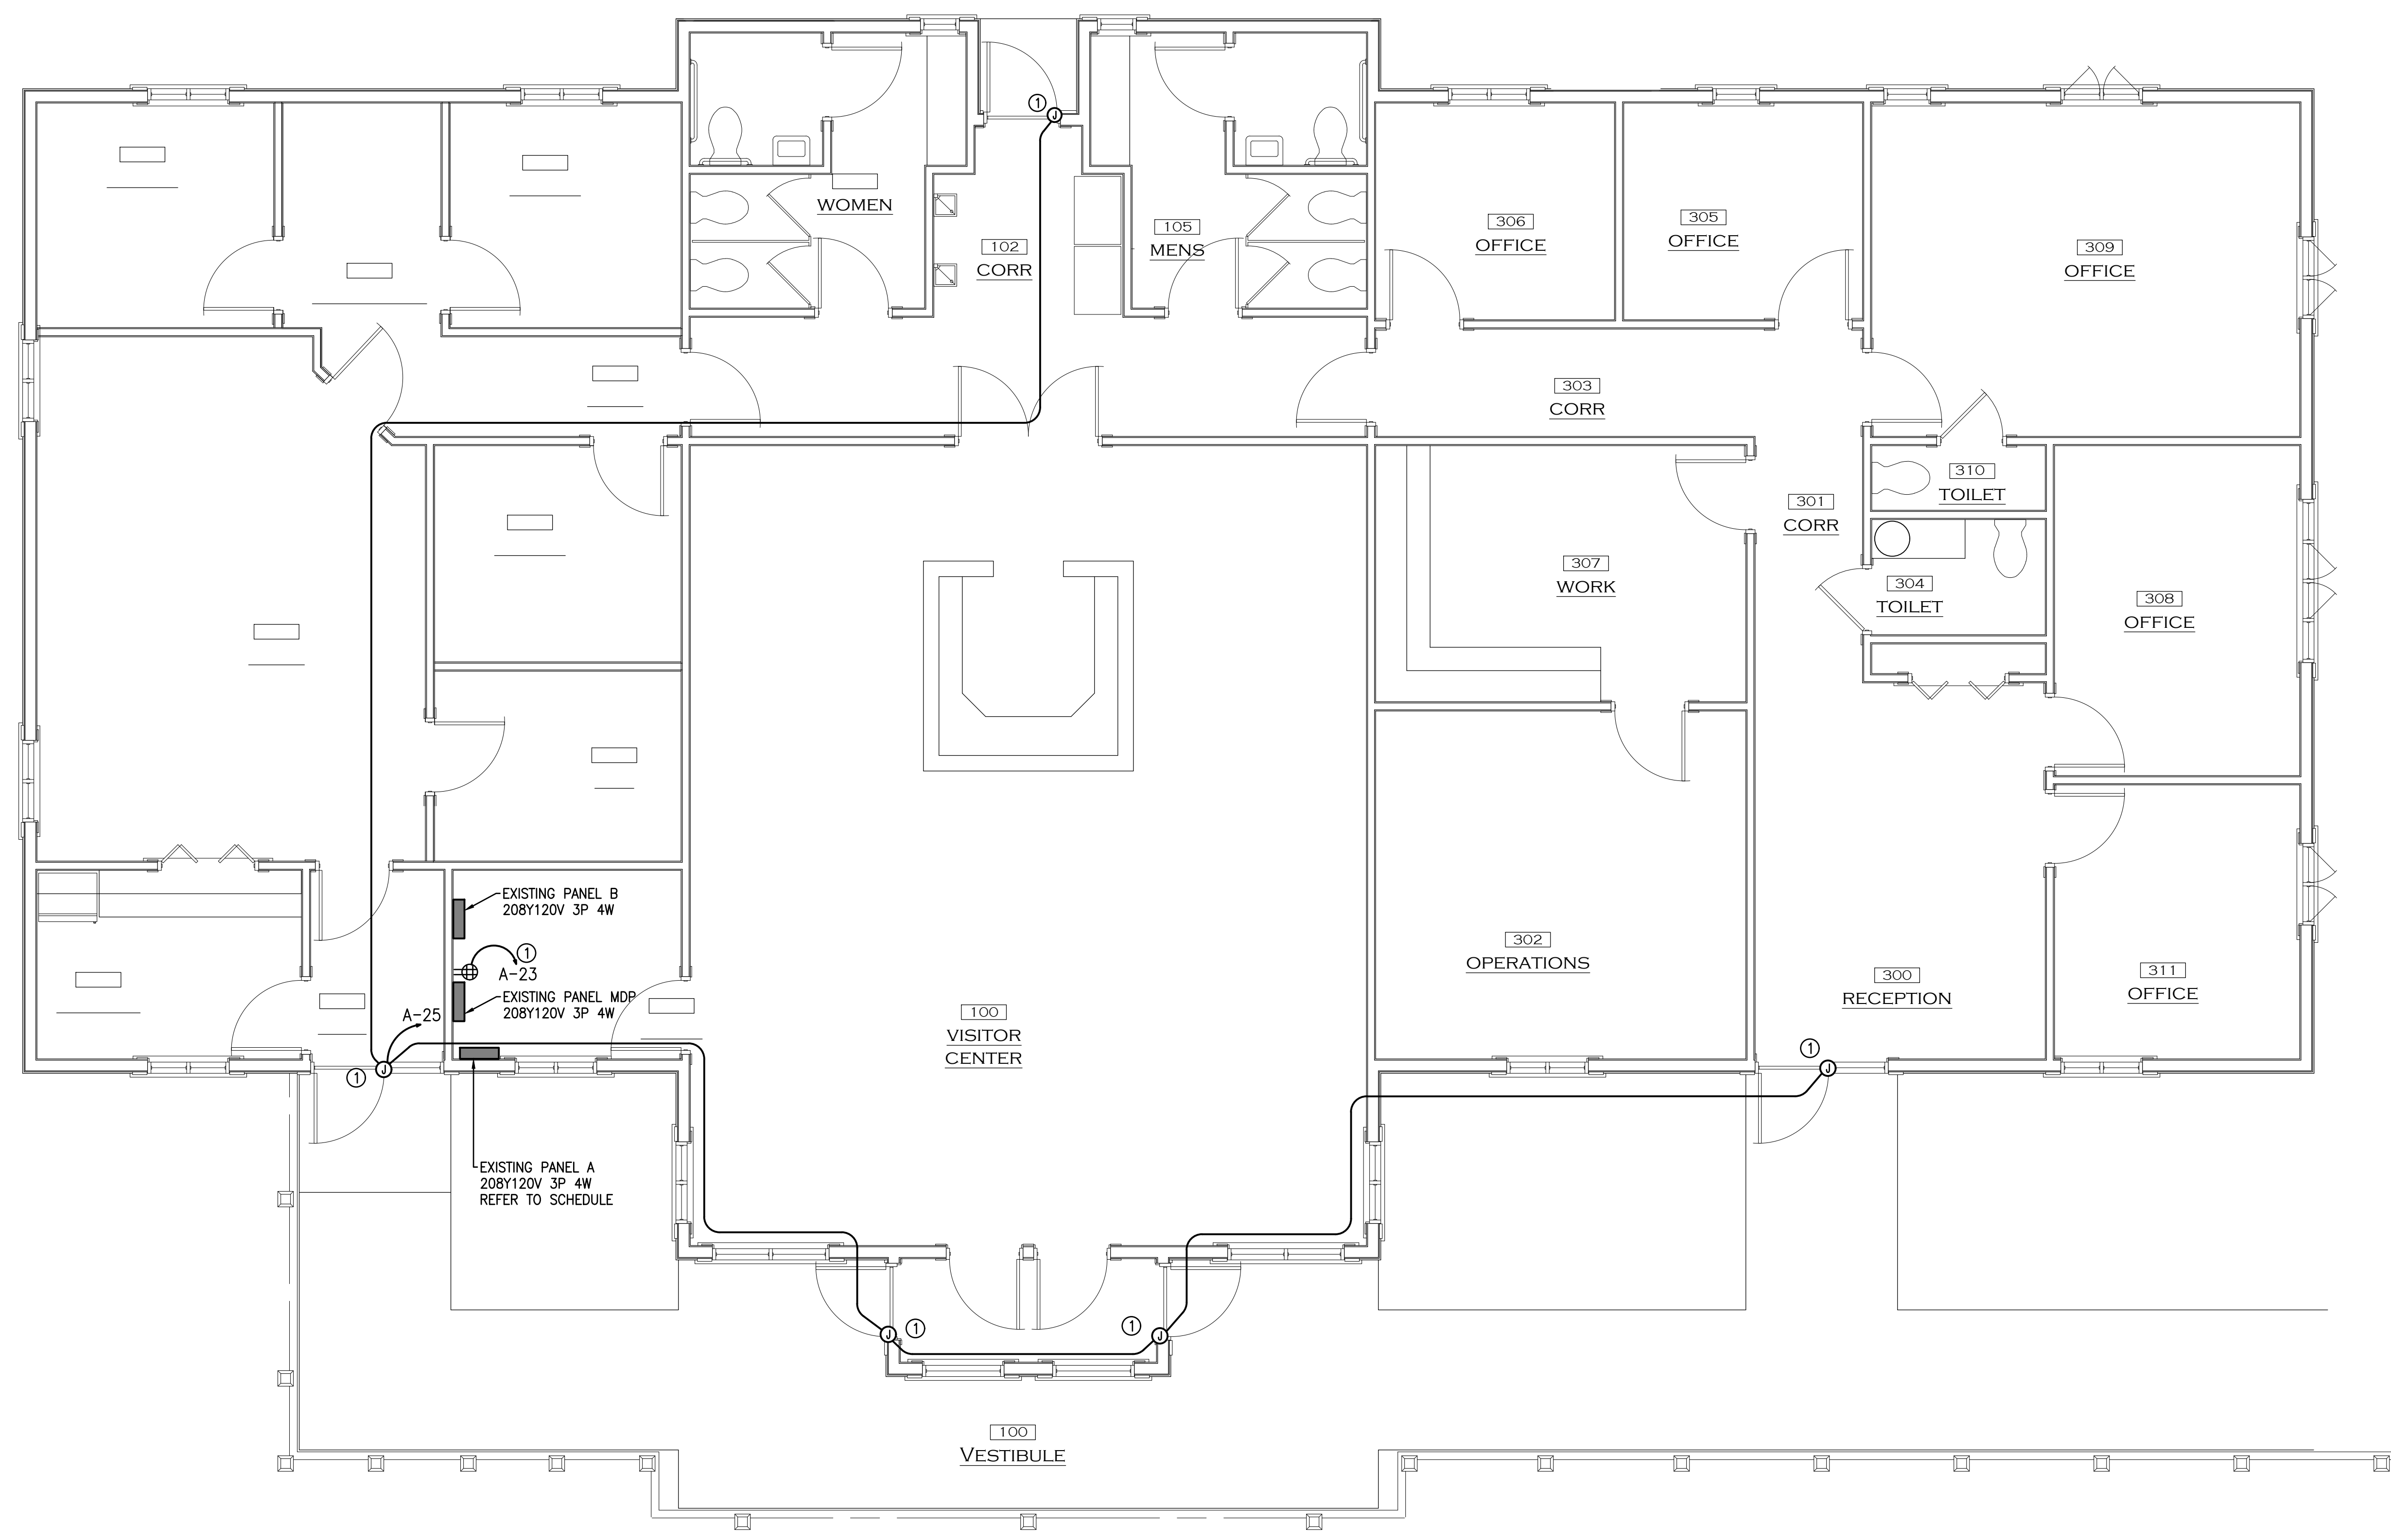 1
J
WOMEN
102
CORR
105
MENS
306
OFFICE
305
OFFICE
309
OFFICE
303
CORR
310
TOILET
301
CORR
304
TOILET
307
WORK
308
OFFICE
EXISTING PANEL B
208Y120V 3P 4W
1
A-23
EXISTING PANEL MDP
208Y120V 3P 4W
A-25
1
J
302
OPERATIONS
300
RECEPTION
311
OFFICE
100
VISITOR
CENTER
1
J
EXISTING PANEL A
208Y120V 3P 4W
REFER TO SCHEDULE
J
1
1
J
100
VESTIBULE